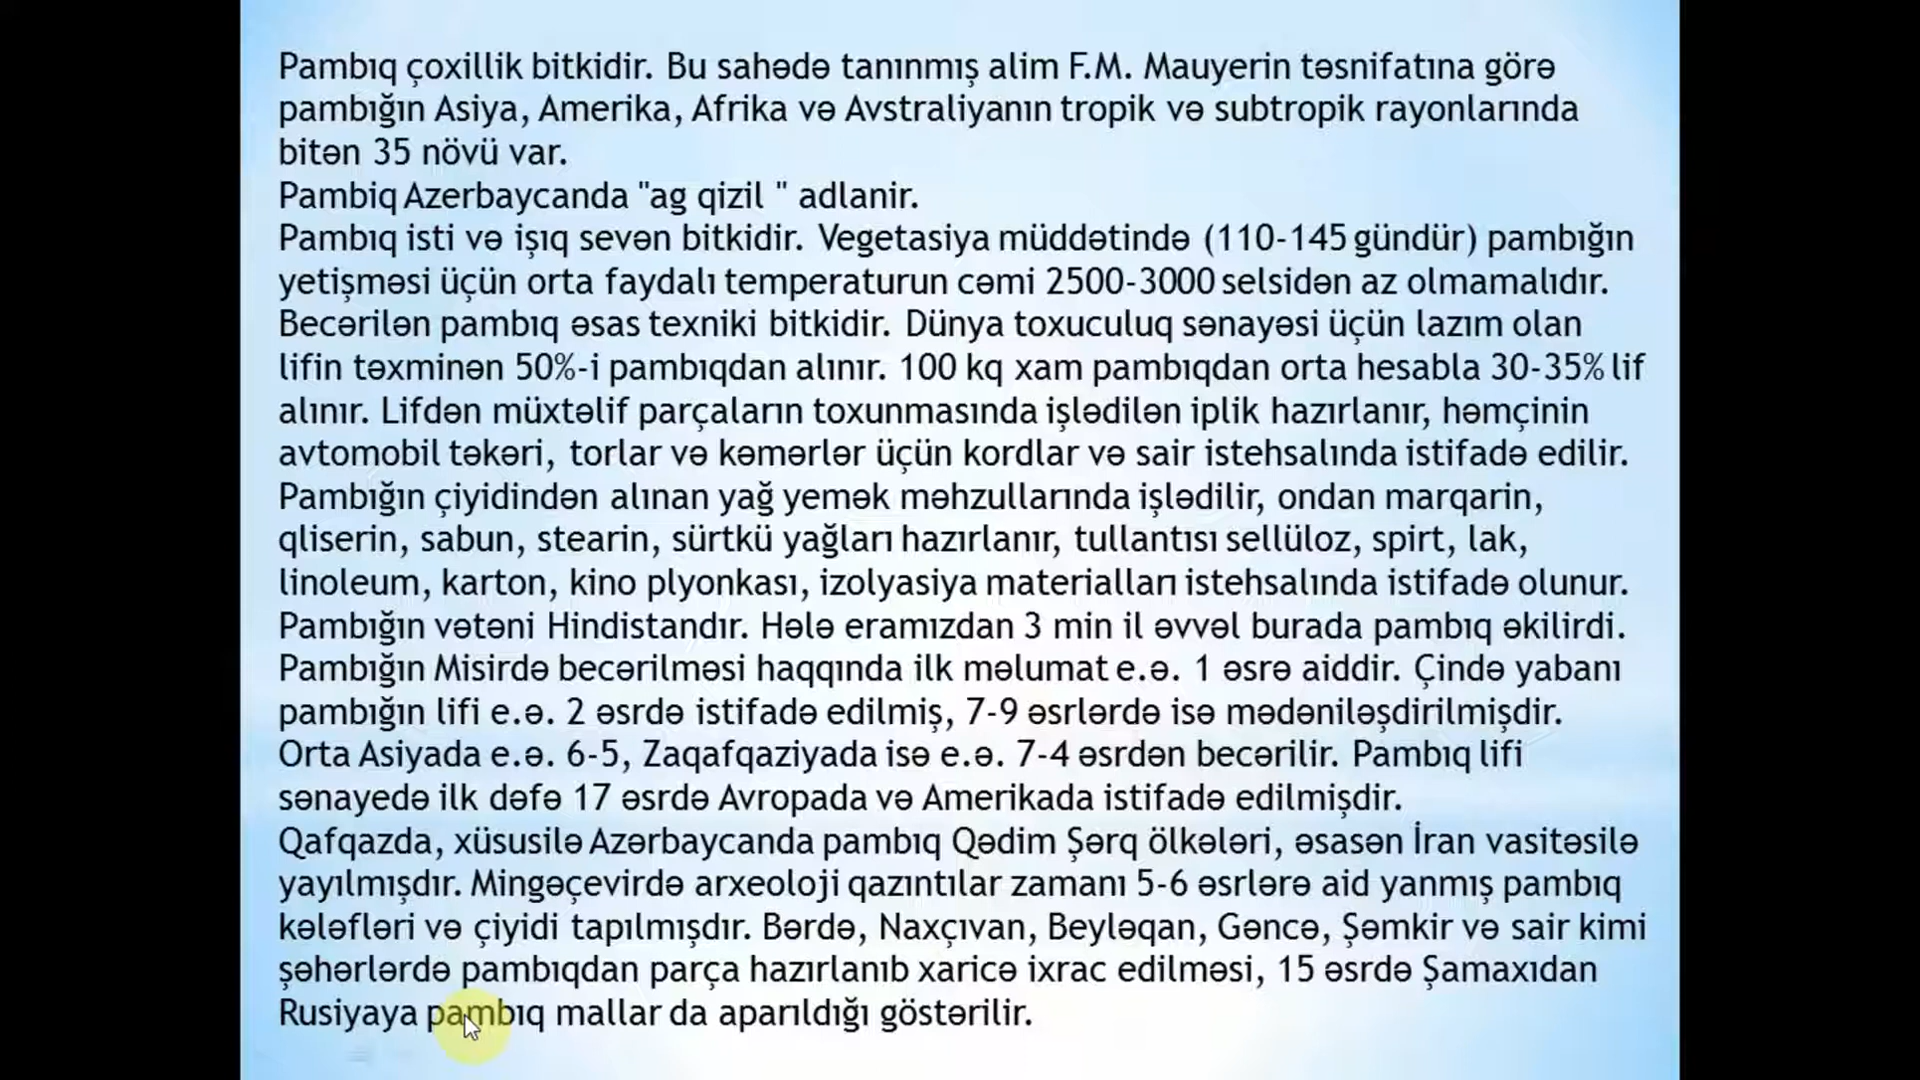 Pambıq çoxillik bitkidir. Bu sahədə tanınmış alim F.M. Mauyerin təsnifatına görə
pambığın Asiya, Amerika, Afrika və Avstraliyanın tropik və subtropik rayonlarında
bitən 35 növü var.
Pambiq Azerbaycanda "ag qizil " adlanir.
Pambıq isti və işıq sevən bitkidir. Vegetasiya müddətində (110-145 gündür) pambığın
yetişməsi üçün orta faydalı temperaturun cəmi 2500-3000 selsidən az olmamalıdır.
Becərilən pambıq əsas texniki bitkidir. Dünya toxuculuq sənayəsi üçün lazım olan
lifin təxminən 50%-i pambıqdan alınır. 100 kq xam pambıqdan orta hesabla 30-35% lif
alınır. Lifdən müxtəlif parçaların toxunmasında işlədilən iplik hazırlanır, həmçinin
avtomobil təkəri, torlar və kəmərlər üçün kordlar və sair istehsalında istifadə edilir.
Pambığın çiyidindən alınan yağ yemək məhzullarında işlədilir, ondan marqarin,
qliserin, sabun, stearin, sürtkü yağları hazırlanır, tullantısı sellüloz, spirt, lak,
linoleum, karton, kino plyonkası, izolyasiya materialları istehsalında istifadə olunur.
Pambığın vətəni Hindistandır. Hələ eramızdan 3 min il əvvəl burada pambıq əkilirdi.
Pambığın Misirdə becərilməsi haqqında ilk məlumat e.ə. 1 əsrə aiddir. Çində yabanı
pambığın lifi e.ə. 2 əsrdə istifadə edilmiş, 7-9 əsrlərdə isə mədəniləşdirilmişdir.
Orta Asiyada e.ə. 6-5, Zaqafqaziyada isə e.ə. 7-4 əsrdən becərilir. Pambıq lifi
sənayedə ilk dəfə 17 əsrdə Avropada və Amerikada istifadə edilmişdir.
Qafqazda, xüsusilə Azərbaycanda pambıq Qədim Şərq ölkələri, əsasən İran vasitəsilə
yayılmışdır. Mingəçevirdə arxeoloji qazıntılar zamanı 5-6 əsrlərə aid yanmış pambıq
kələfləri və çiyidi tapılmışdır. Bərdə, Naxçıvan, Beyləqan, Gəncə, Şəmkir və sair kimi
şəhərlərdə pambıqdan parça hazırlanıb xaricə ixrac edilməsi, 15 əsrdə Şamaxıdan
Rusiyaya pambıq mallar da aparıldığı göstərilir.